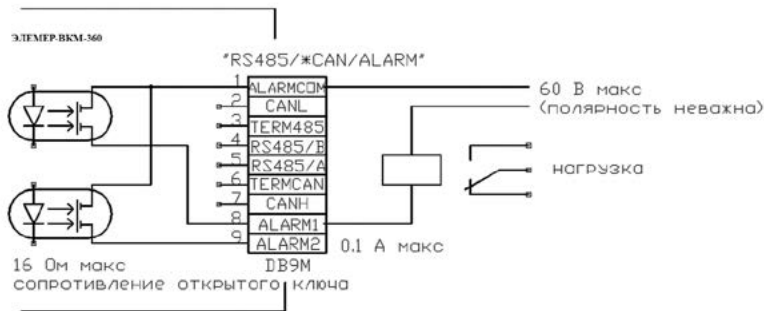 ЭЛЕМЕР-ВКМ-360
"RS485/*CAN/ALARM"
1 ALARMCOM
2 CANL
3 TERM485
4 RS485/B
5 RS485/A
6 TERMCAN
7 CANH
8 ALARM1
9 ALARM2
DB9M
60 В макс
(полярность неважна)
нагрузка
0.1 А макс
16 Ом макс
сопротивление открытого ключа